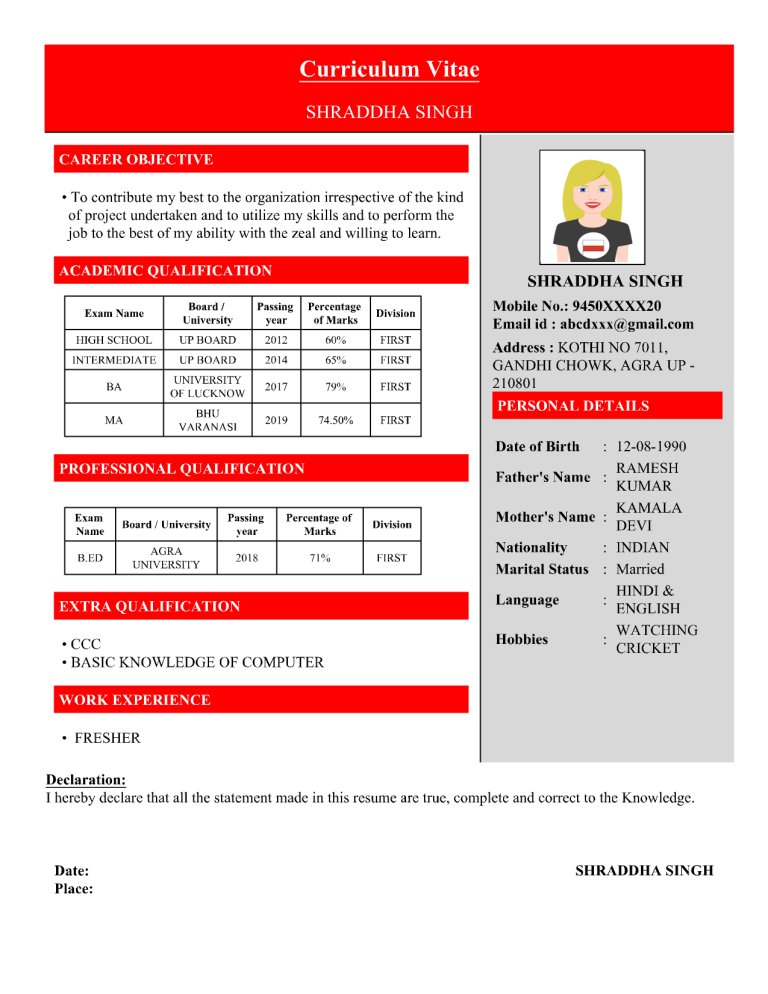 Curriculum Vitae
SHRADDHA SINGH
CAREER OBJECTIVE
• To contribute my best to the organization irrespective of the kind
of project undertaken and to utilize my skills and to perform the
job to the best of my ability with the zeal and willing to learn.
ACADEMIC QUALIFICATION
Exam Name Board / University Passing year Percentage of Marks Division
HIGH SCHOOL UP BOARD 2012 60% FIRST
INTERMEDIATE UP BOARD 2014 65% FIRST
BA UNIVERSITY OF LUCKNOW 2017 79% FIRST
MA BHU VARANASI 2019 74.50% FIRST
PROFESSIONAL QUALIFICATION
Exam Name Board / University Passing year Percentage of Marks Division
B.ED AGRA UNIVERSITY 2018 71% FIRST
EXTRA QUALIFICATION
• CCC
• BASIC KNOWLEDGE OF COMPUTER
WORK EXPERIENCE
• FRESHER
SHRADDHA SINGH
Mobile No.: 9450XXXX20
Email id : abcdxxx@gmail.com
Address : KOTHI NO 7011,
GANDHI CHOWK, AGRA UP -
210801
PERSONAL DETAILS
Date of Birth : 12-08-1990
Father's Name : RAMESH KUMAR
Mother's Name : KAMALA DEVI
Nationality : INDIAN
Marital Status : Married
Language : HINDI & ENGLISH
Hobbies : WATCHING CRICKET
Declaration:
I hereby declare that all the statement made in this resume are true, complete and correct to the Knowledge.
Date: SHRADDHA SINGH
Place: